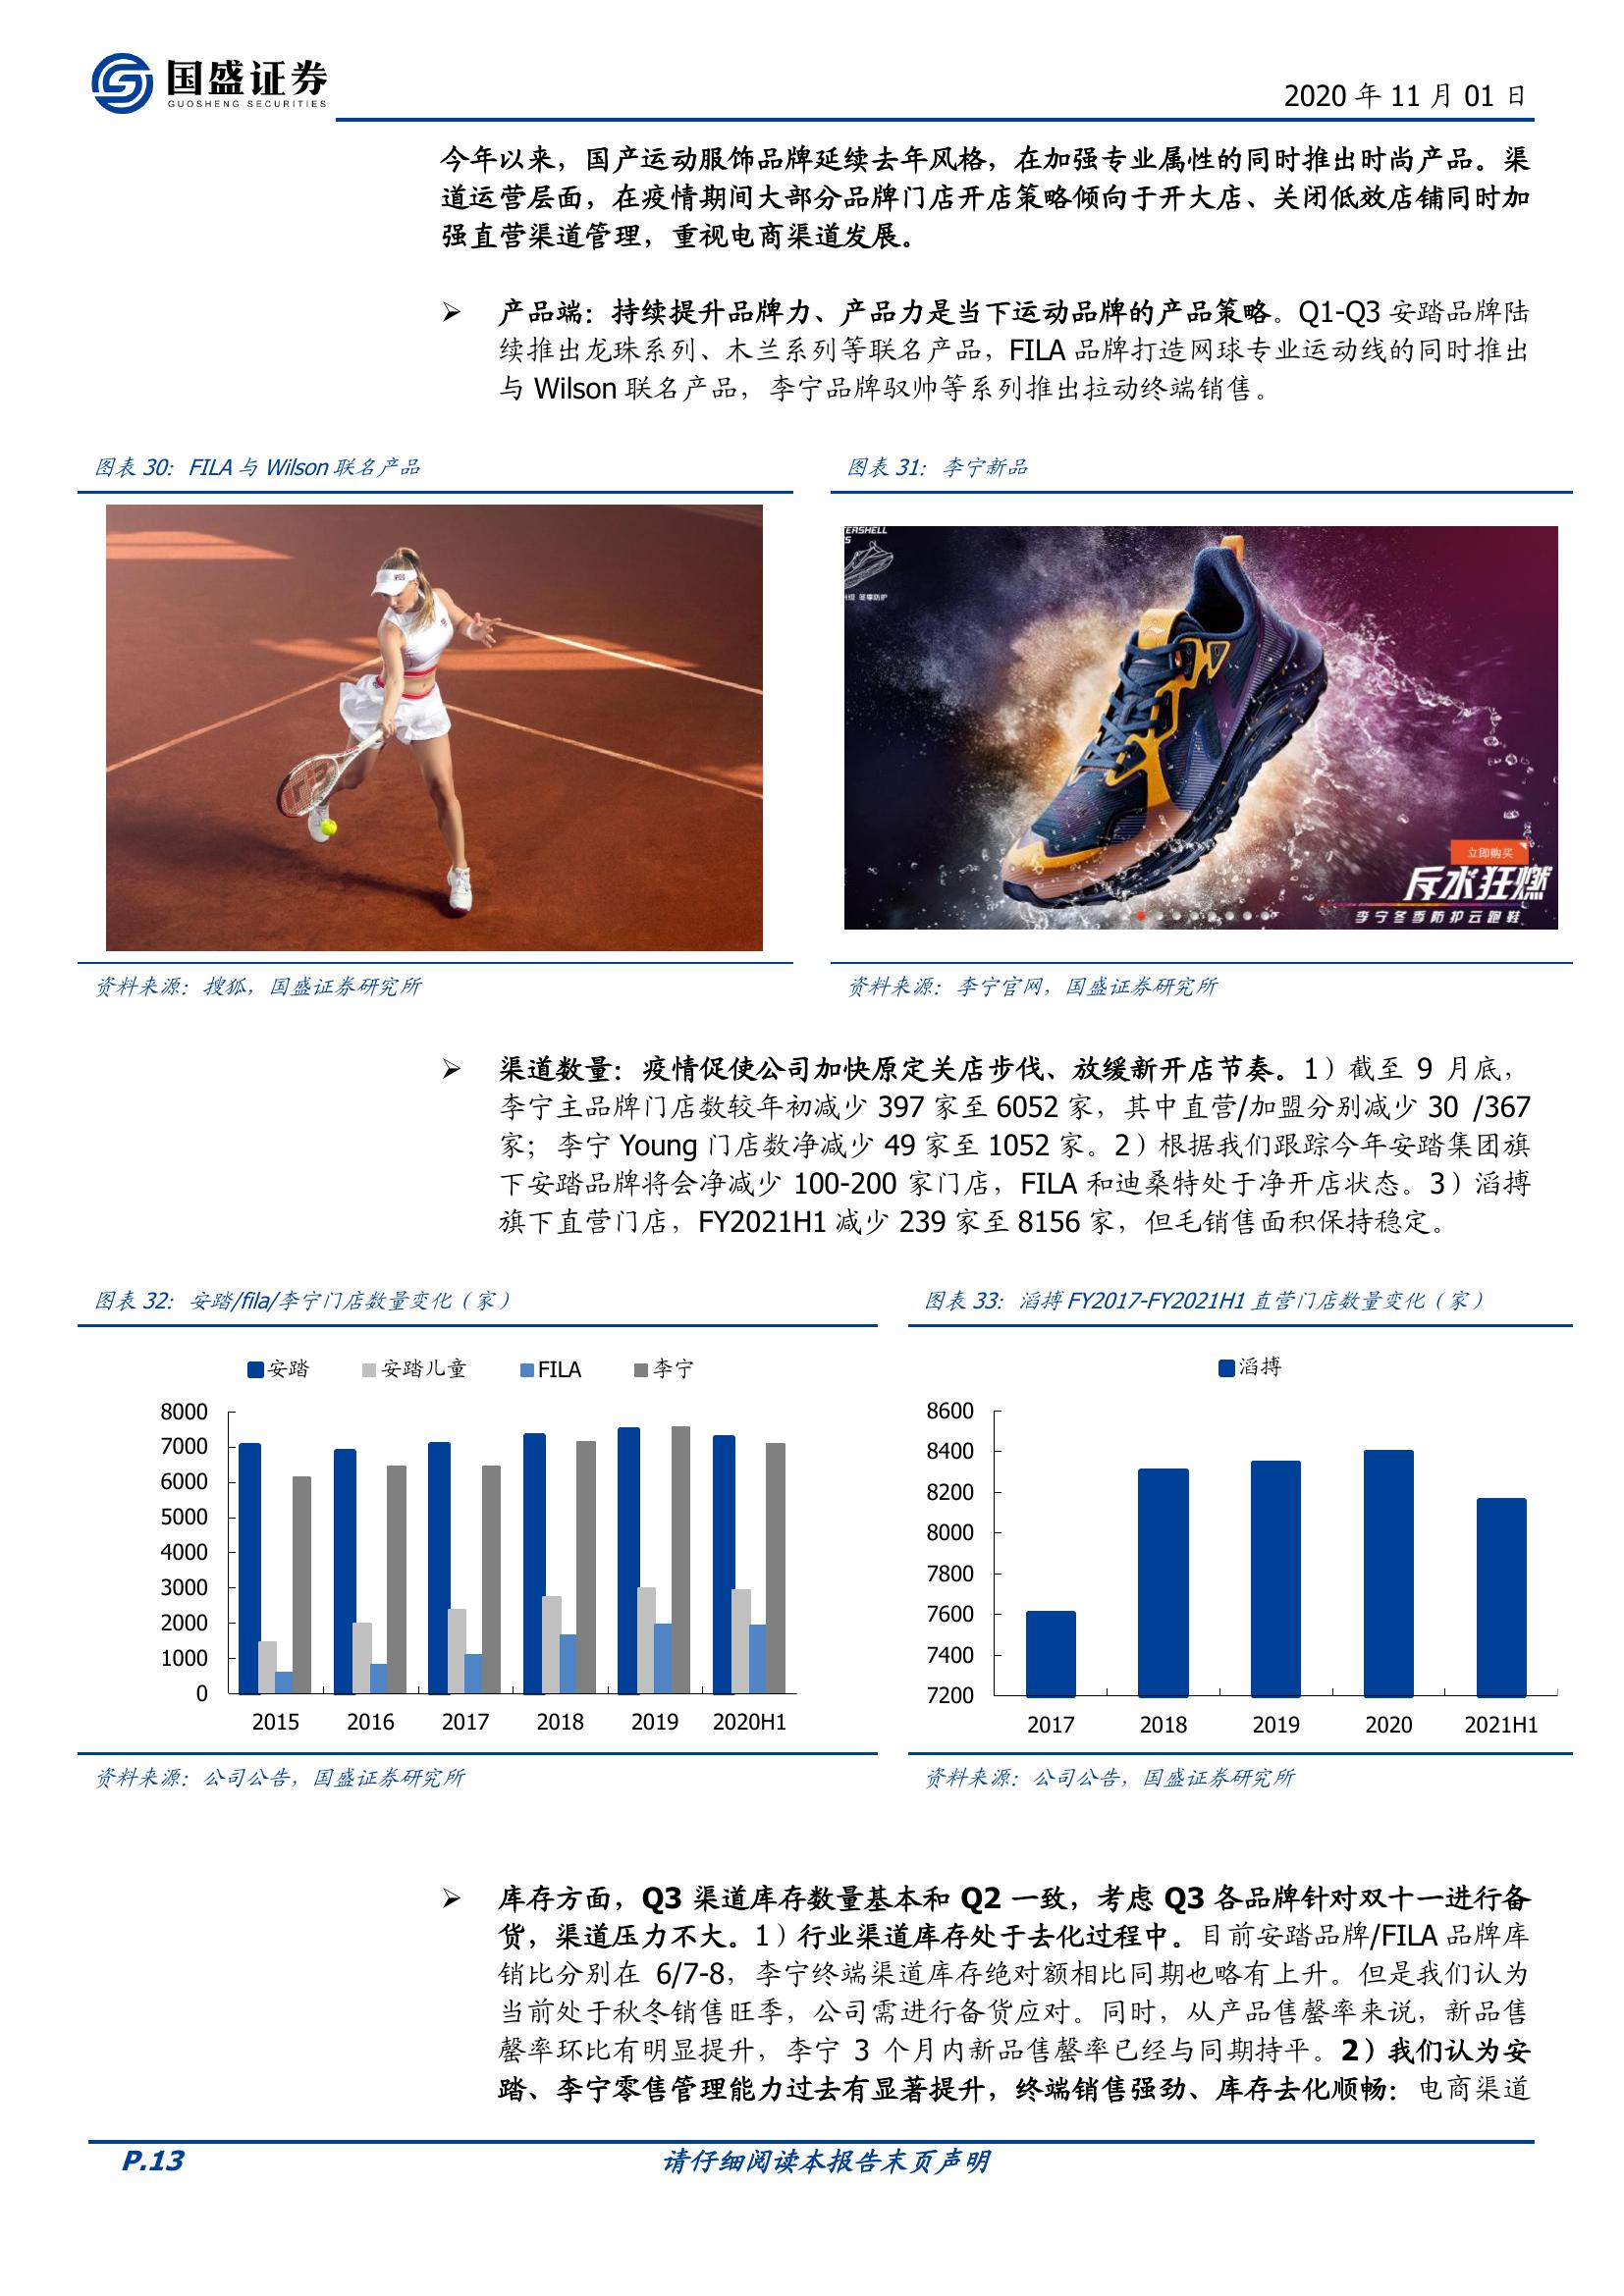 国盛证券
GUOSHENG SECURITIES
2020 年 11 月 01 日
今年以来，国产运动服饰品牌延续去年风格，在加强专业属性的同时推出时尚产品。渠
道运营层面，在疫情期间大部分品牌门店开店策略倾向于开大店、关闭低效店铺同时加
强直营渠道管理，重视电商渠道发展。
➢ 产品端：持续提升品牌力、产品力是当下运动品牌的产品策略。Q1-Q3 安踏品牌陆
续推出龙珠系列、木兰系列等联名产品，FILA 品牌打造网球专业运动线的同时推出
与 Wilson 联名产品，李宁品牌驭帅等系列推出拉动终端销售。
图表 30：FILA 与 Wilson 联名产品
图表 31：李宁新品
ERSHELL
S
冬季防护
立即购买
斥水狂燃
李宁冬季防护云跑鞋
资料来源：搜狐，国盛证券研究所
资料来源：李宁官网，国盛证券研究所
➢ 渠道数量：疫情促使公司加快原定关店步伐、放缓新开店节奏。1）截至 9 月底，
李宁主品牌门店数较年初减少 397 家至 6052 家，其中直营/加盟分别减少 30 /367
家；李宁 Young 门店数净减少 49 家至 1052 家。2）根据我们跟踪今年安踏集团旗
下安踏品牌将会净减少 100-200 家门店，FILA 和迪桑特处于净开店状态。3）滔搏
旗下直营门店，FY2021H1 减少 239 家至 8156 家，但毛销售面积保持稳定。
图表 32：安踏/fila/李宁门店数量变化（家）
安踏 安踏儿童 FILA 李宁
8000
7000
6000
5000
4000
3000
2000
1000
0
2015 2016 2017 2018 2019 2020H1
资料来源：公司公告，国盛证券研究所
图表 33：滔搏 FY2017-FY2021H1 直营门店数量变化（家）
滔搏
8600
8400
8200
8000
7800
7600
7400
7200
2017 2018 2019 2020 2021H1
资料来源：公司公告，国盛证券研究所
➢ 库存方面，Q3 渠道库存数量基本和 Q2 一致，考虑 Q3 各品牌针对双十一进行备
货，渠道压力不大。1）行业渠道库存处于去化过程中。目前安踏品牌/FILA 品牌库
销比分别在 6/7-8，李宁终端渠道库存绝对额相比同期也略有上升。但是我们认为
当前处于秋冬销售旺季，公司需进行备货应对。同时，从产品售罄率来说，新品售
罄率环比有明显提升，李宁 3 个月内新品售罄率已经与同期持平。2）我们认为安
踏、李宁零售管理能力过去有显著提升，终端销售强劲、库存去化顺畅：电商渠道
P.13
请仔细阅读本报告末页声明